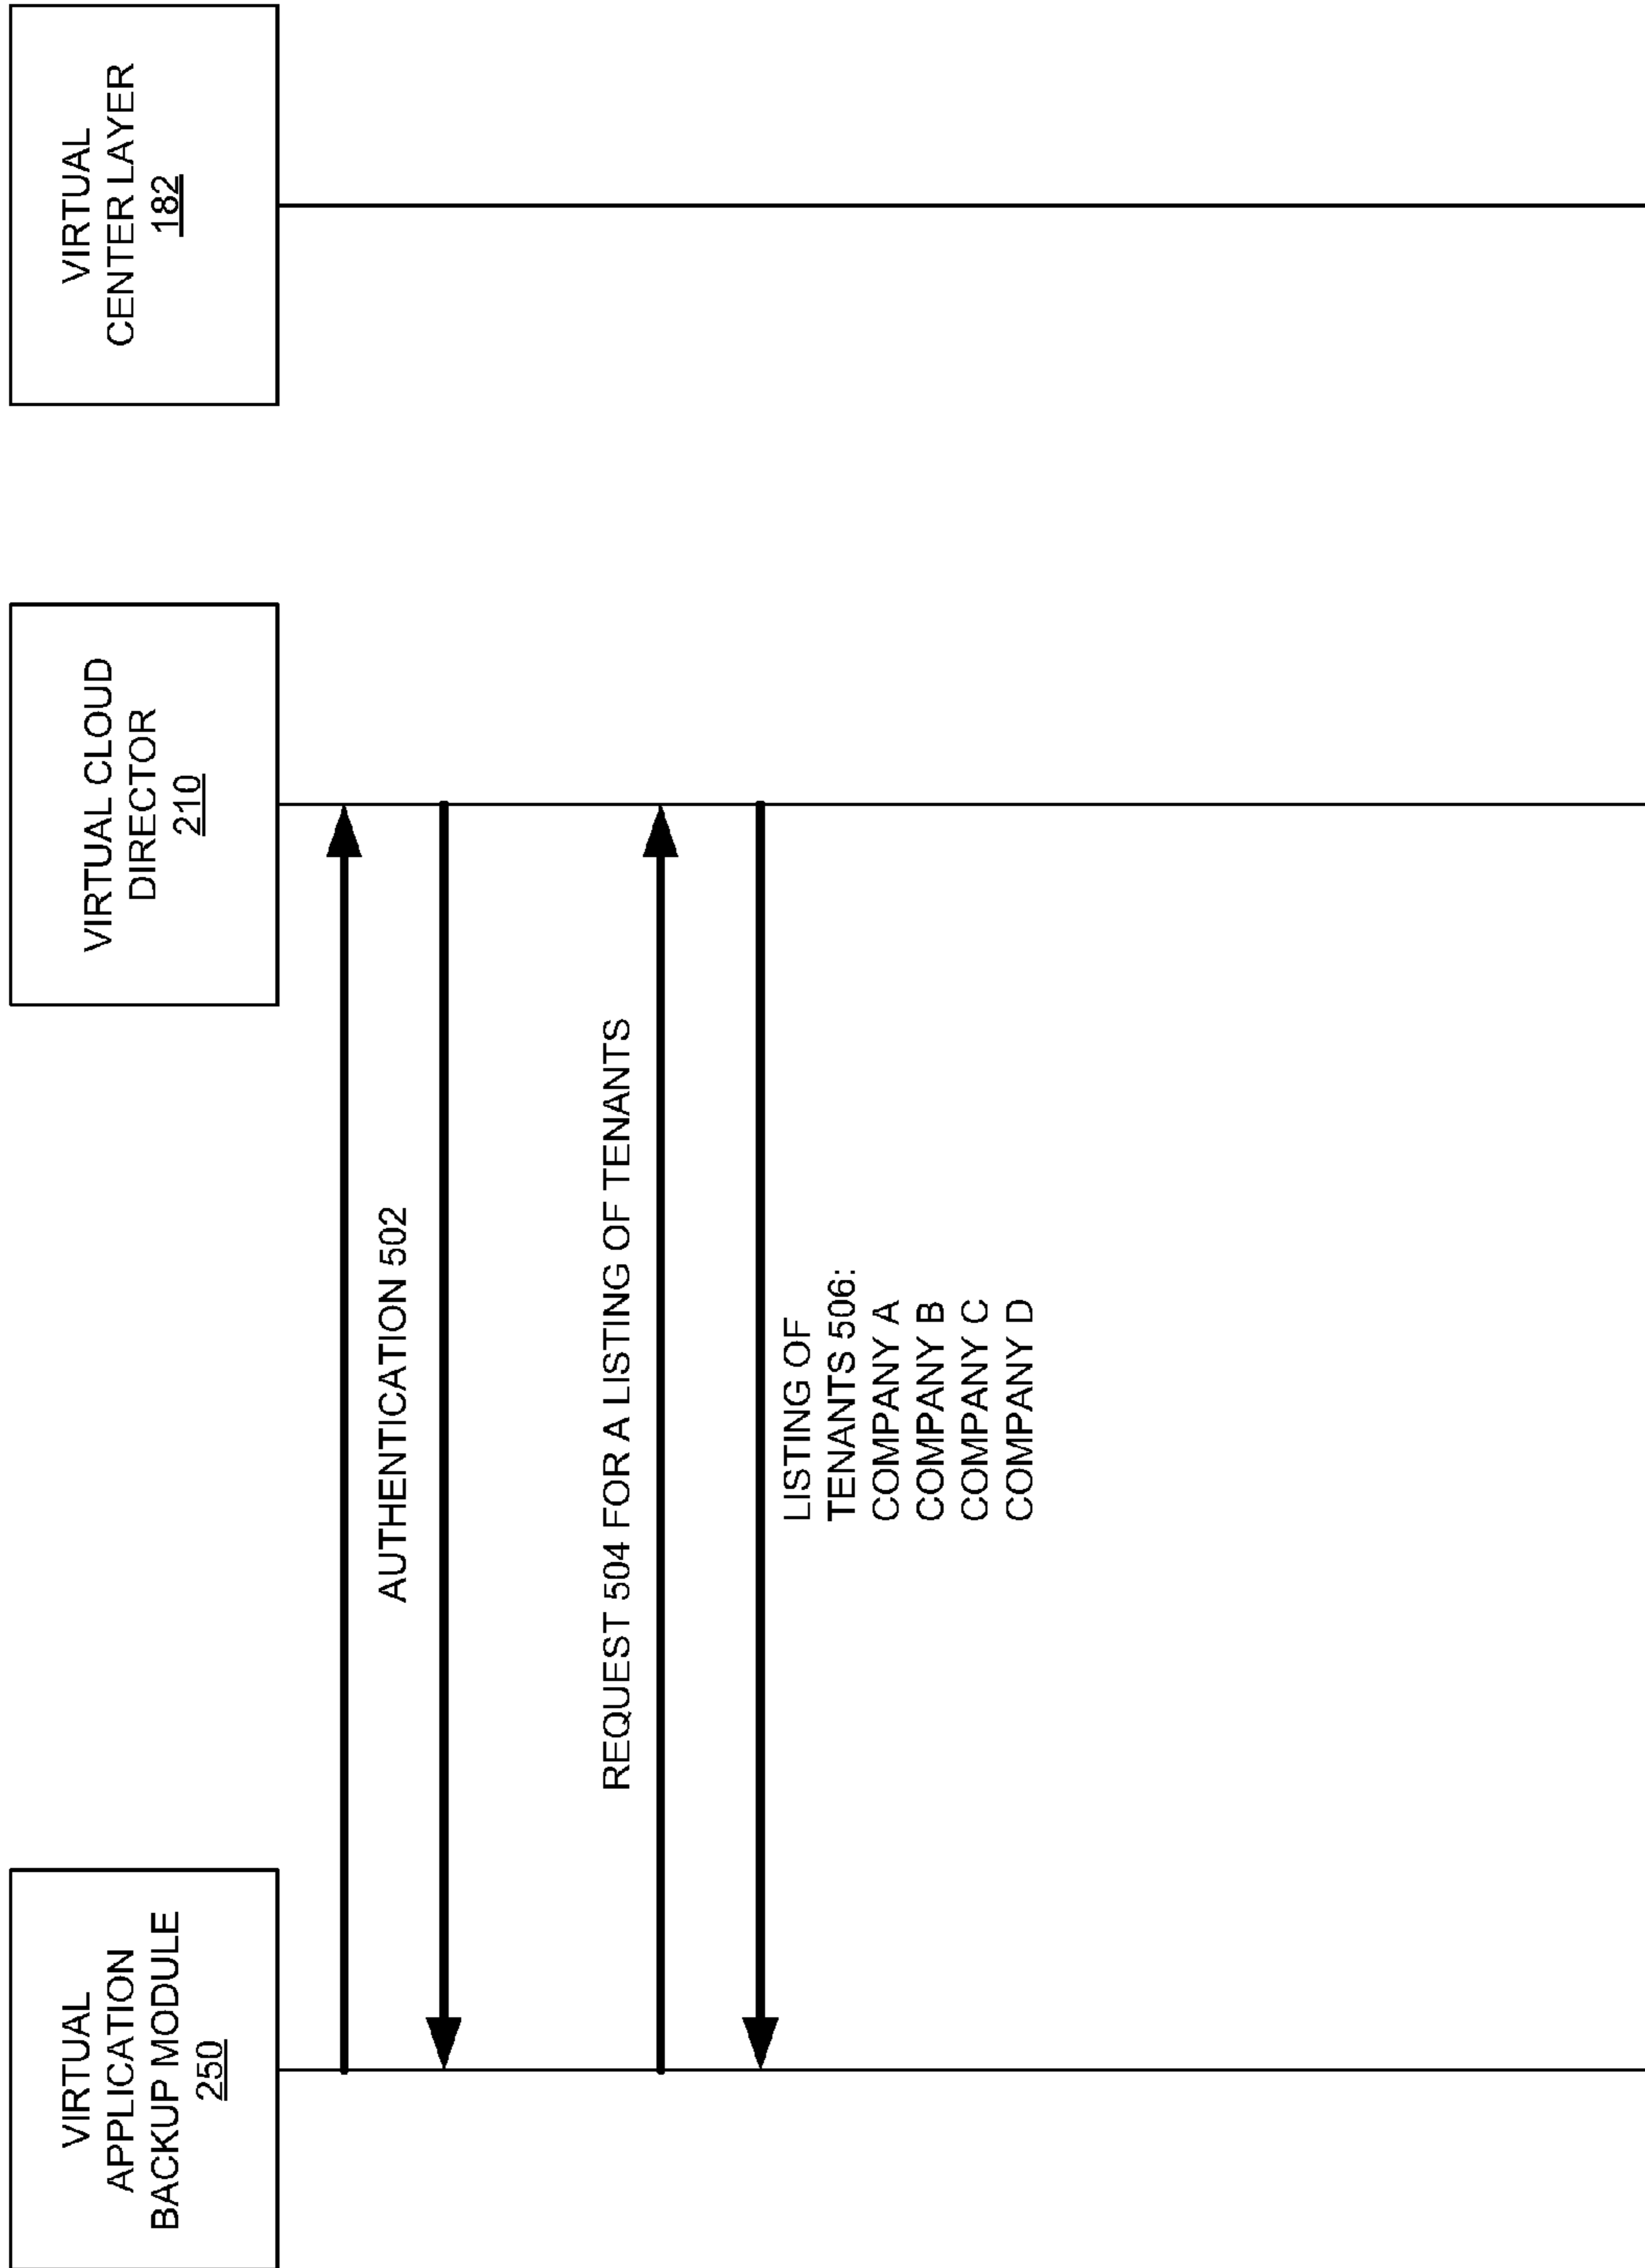 VIRTUAL
APPLICATION
BACKUP MODULE
250
VIRTUAL CLOUD
DIRECTOR
210
VIRTUAL
CENTER LAYER
182
AUTHENTICATION 502
REQUEST 504 FOR A LISTING OF TENANTS
LISTING OF
TENANTS 506:
COMPANY A
COMPANY B
COMPANY C
COMPANY D